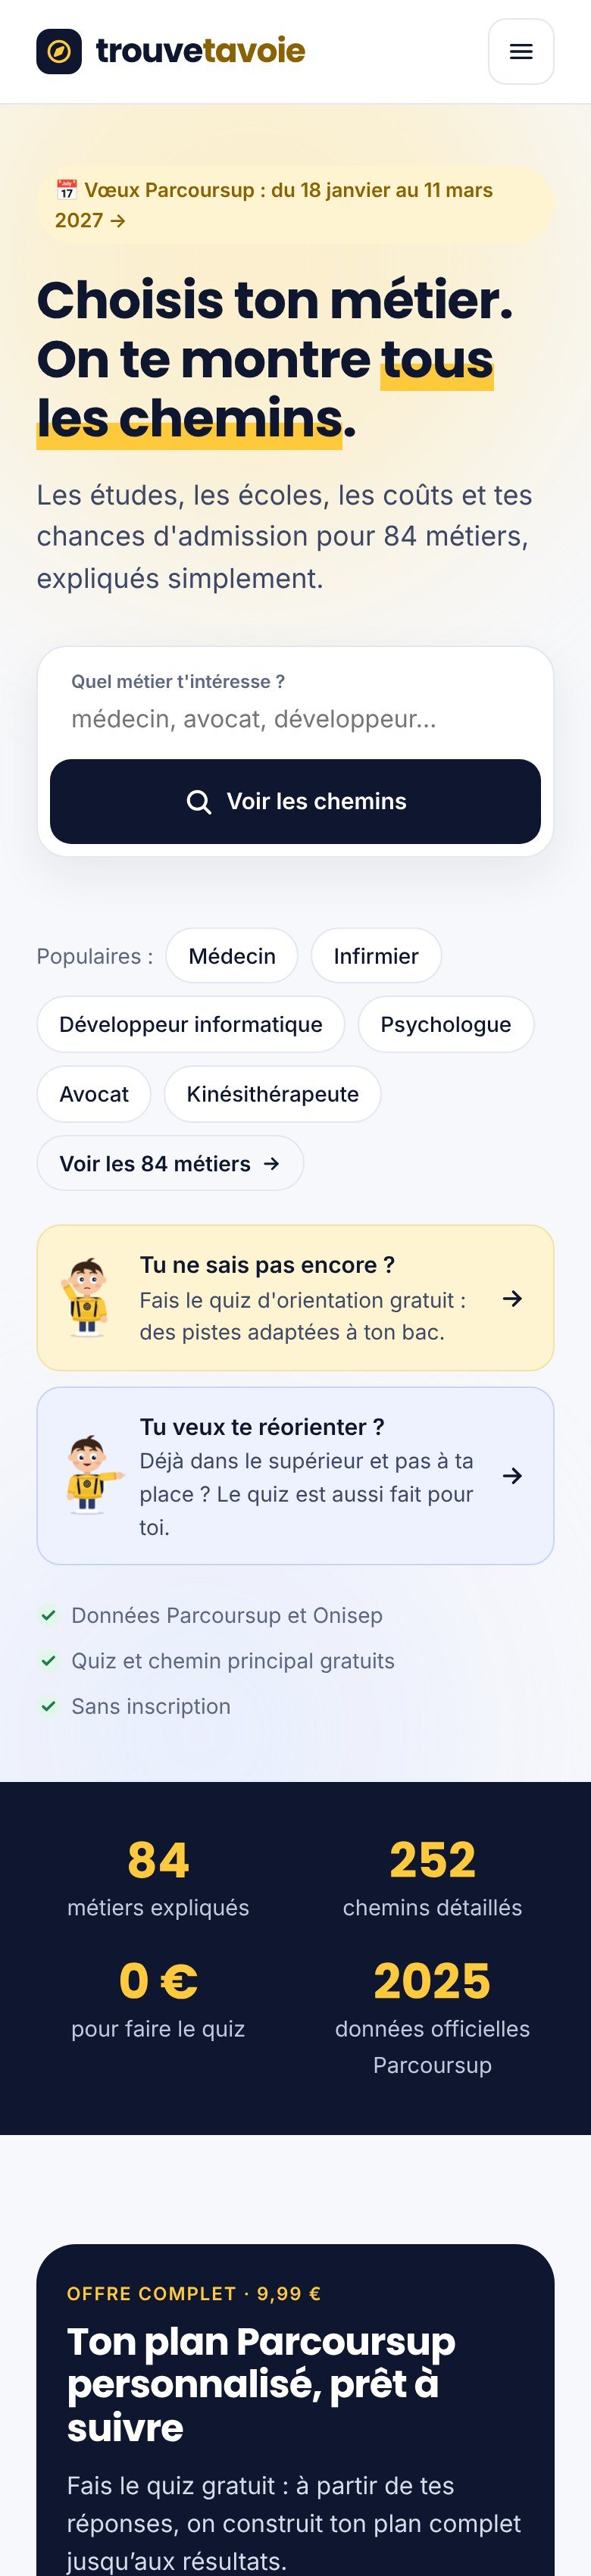 trouvetavoie
📅 Vœux Parcoursup : du 18 janvier au 11 mars
2027 →
Choisis ton métier.
On te montre tous
les chemins.
Les études, les écoles, les coûts et tes
chances d'admission pour 84 métiers,
expliqués simplement.
Quel métier t'intéresse ?
médecin, avocat, développeur...
Voir les chemins
Populaires : Médecin Infirmier
Développeur informatique Psychologue
Avocat Kinésithérapeute
Voir les 84 métiers →
Tu ne sais pas encore ?
Fais le quiz d'orientation gratuit :
des pistes adaptées à ton bac.
→
Tu veux te réorienter ?
Déjà dans le supérieur et pas à ta
place ? Le quiz est aussi fait pour
toi.
→
Données Parcoursup et Onisep
Quiz et chemin principal gratuits
Sans inscription
84
métiers expliqués
252
chemins détaillés
0 €
pour faire le quiz
2025
données officielles
Parcoursup
OFFRE COMPLET · 9,99 €
Ton plan Parcoursup
personnalisé, prêt à
suivre
Fais le quiz gratuit : à partir de tes
réponses, on construit ton plan complet
jusqu’aux résultats.